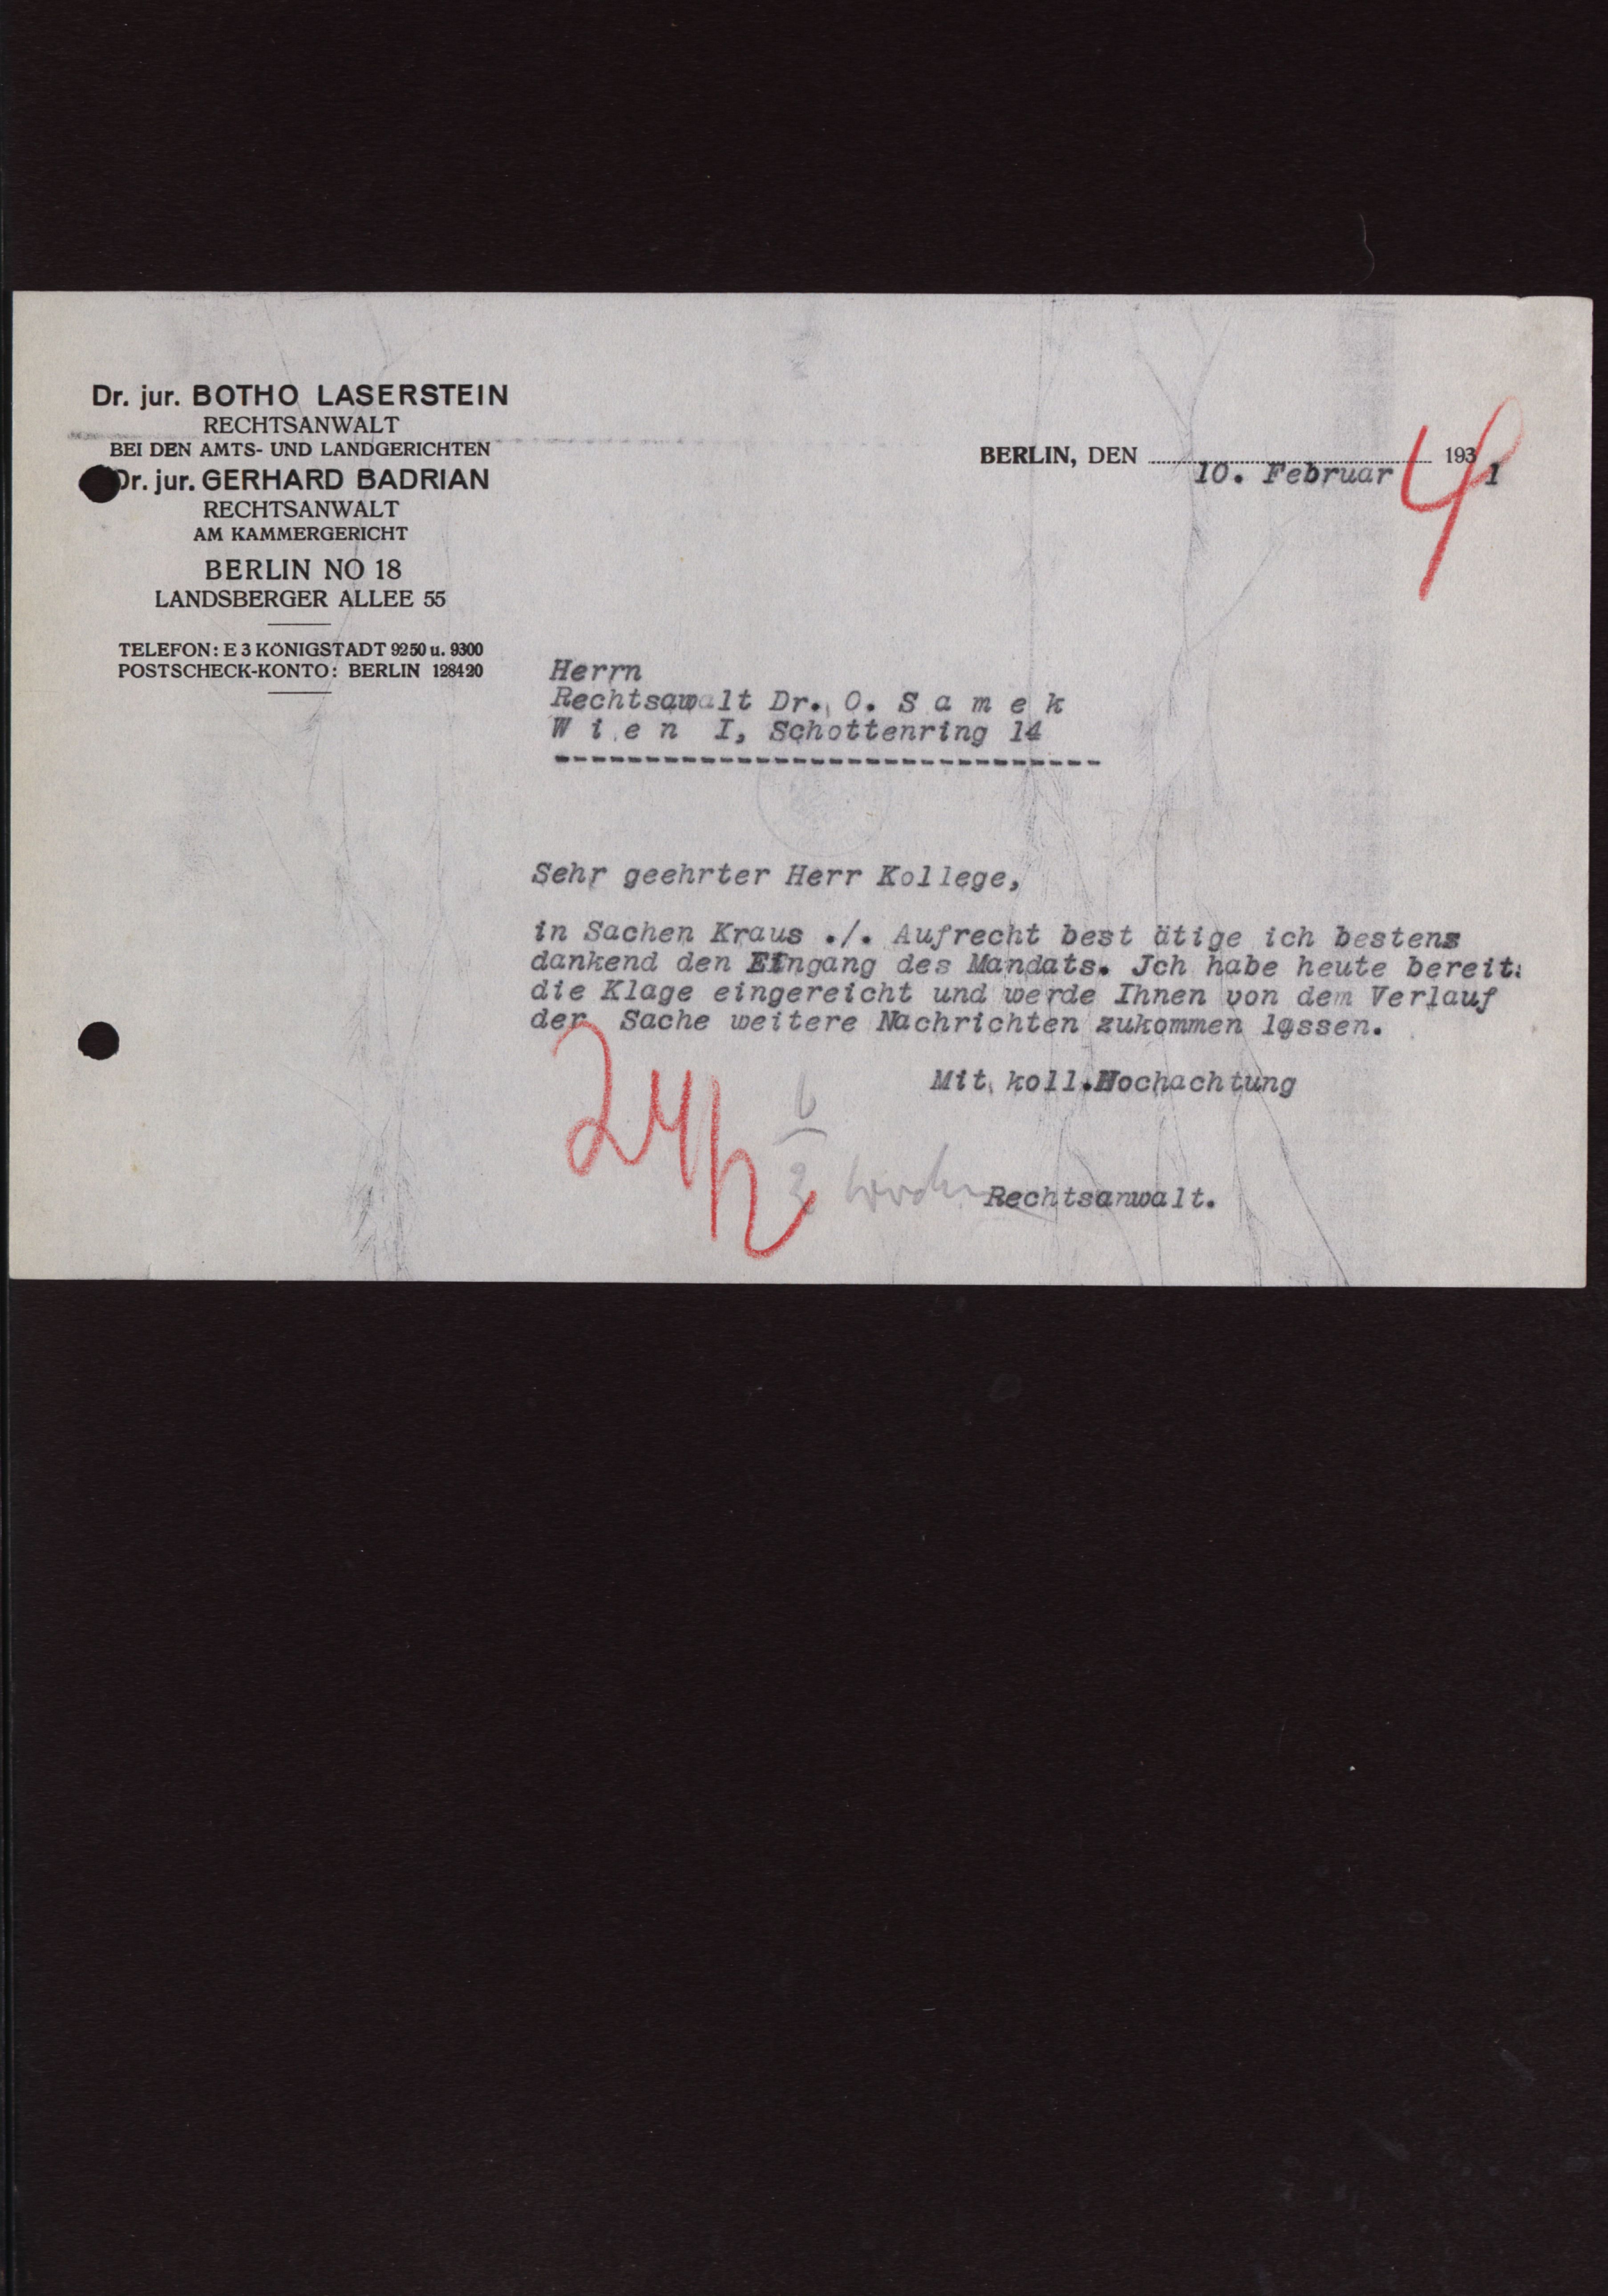 Dr. jur. BOTHO LASERSTEIN
RECHTSANWALT
BEI DEN AMTS- UND LANDGERICHTEN
Dr. jur. GERHARD BADRIAN
RECHTSANWALT
AM KAMMERGERICHT
BERLIN NO 18
LANDSBERGER ALLEE 55
TELEFON: E 3 KÖNIGSTADT 9250 u. 9300
POSTSCHECK-KONTO: BERLIN 128420
BERLIN, DEN 10. Februar 1931
4
Herrn
Rechtsawalt Dr. O. S a m e k
W i e n I, Schottenring 14
Sehr geehrter Herr Kollege,
in Sachen Kraus ./. Aufrecht best ätige ich bestens
dankend den Eingang des Mandats. Jch habe heute bereit
die Klage eingereicht und werde Ihnen von dem Verlauf
der Sache weitere Nachrichten zukommen lassen.
Mit koll.Hochachtung
24/2
Rechtsanwalt.